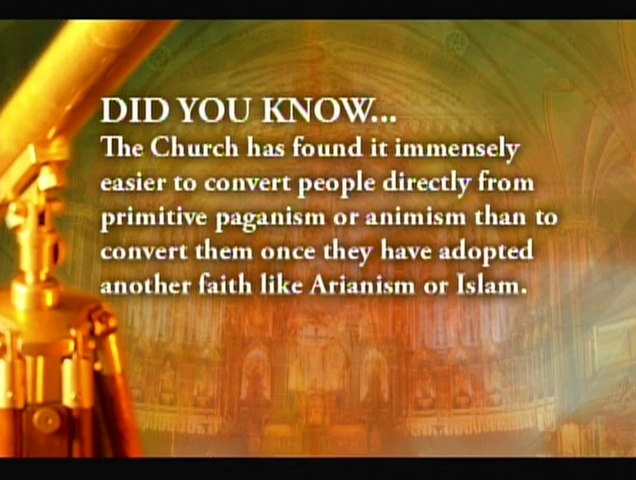 DID YOU KNOW...
The Church has found it immensely
easier to convert people directly from
primitive paganism or animism than to
convert them once they have adopted
another faith like Arianism or Islam.